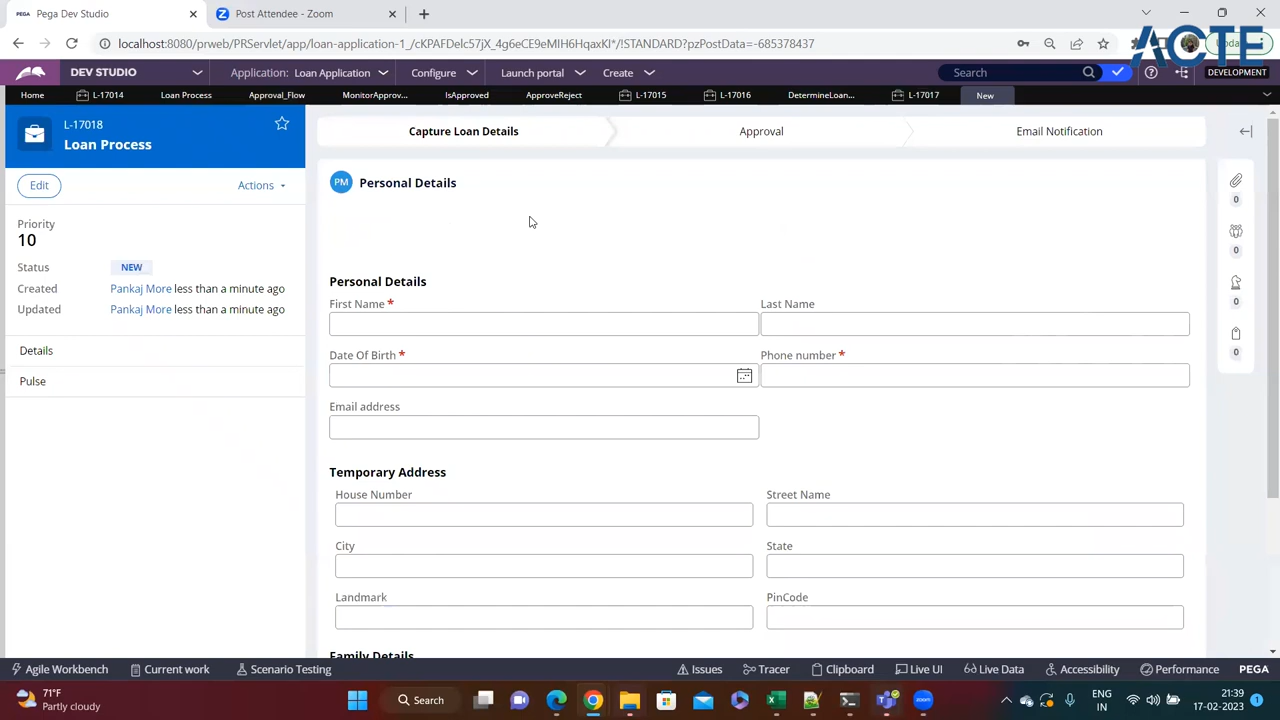 PEGA Pega Dev Studio
Post Attendee - Zoom
localhost:8080/prweb/PRServlet/app/loan-application-1_/
/!STANDARD?pzPostData=-685378437
ACTE
DEV STUDIO
Application: Loan Application
Configure
Launch portal
Create
Search
DEVELOPMENT
Home
L-17014
Loan Process
Approval_Flow
MonitorApprov...
IsApproved
ApproveReject
L-17015
L-17016
DetermineLoan...
L-17017
New
L-17018
Loan Process
Edit
Actions
Priority
10
Status NEW
Created Pankaj More less than a minute ago
Updated Pankaj More less than a minute ago
Details
Pulse
Capture Loan Details
Approval
Email Notification
PM Personal Details
Personal Details
First Name *
Last Name
Date Of Birth *
Phone number *
Email address
Temporary Address
House Number
Street Name
City
State
Landmark
PinCode
Family Details
0
0
0
0
Agile Workbench
Current work
Scenario Testing
Issues
Tracer
Clipboard
Live UI
Live Data
Accessibility
Performance
PEGA
71°F
Partly cloudy
Search
ENG
IN
21:39
17-02-2023
1